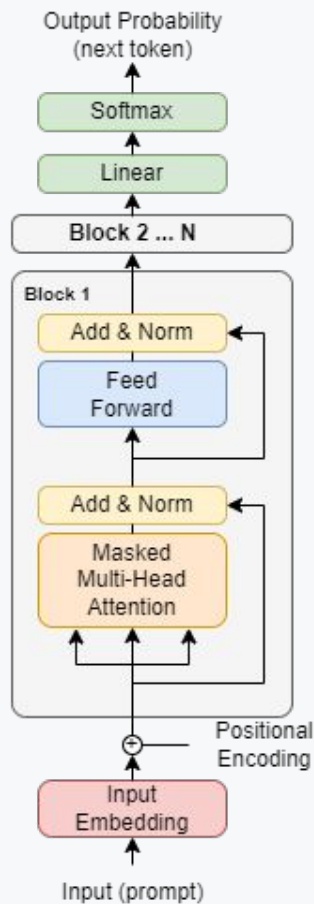 Output Probability
(next token)
Softmax
Linear
Block 2 ... N
Block 1
Add & Norm
Feed
Forward
Add & Norm
Masked
Multi-Head
Attention
Positional
Encoding
Input
Embedding
Input (prompt)